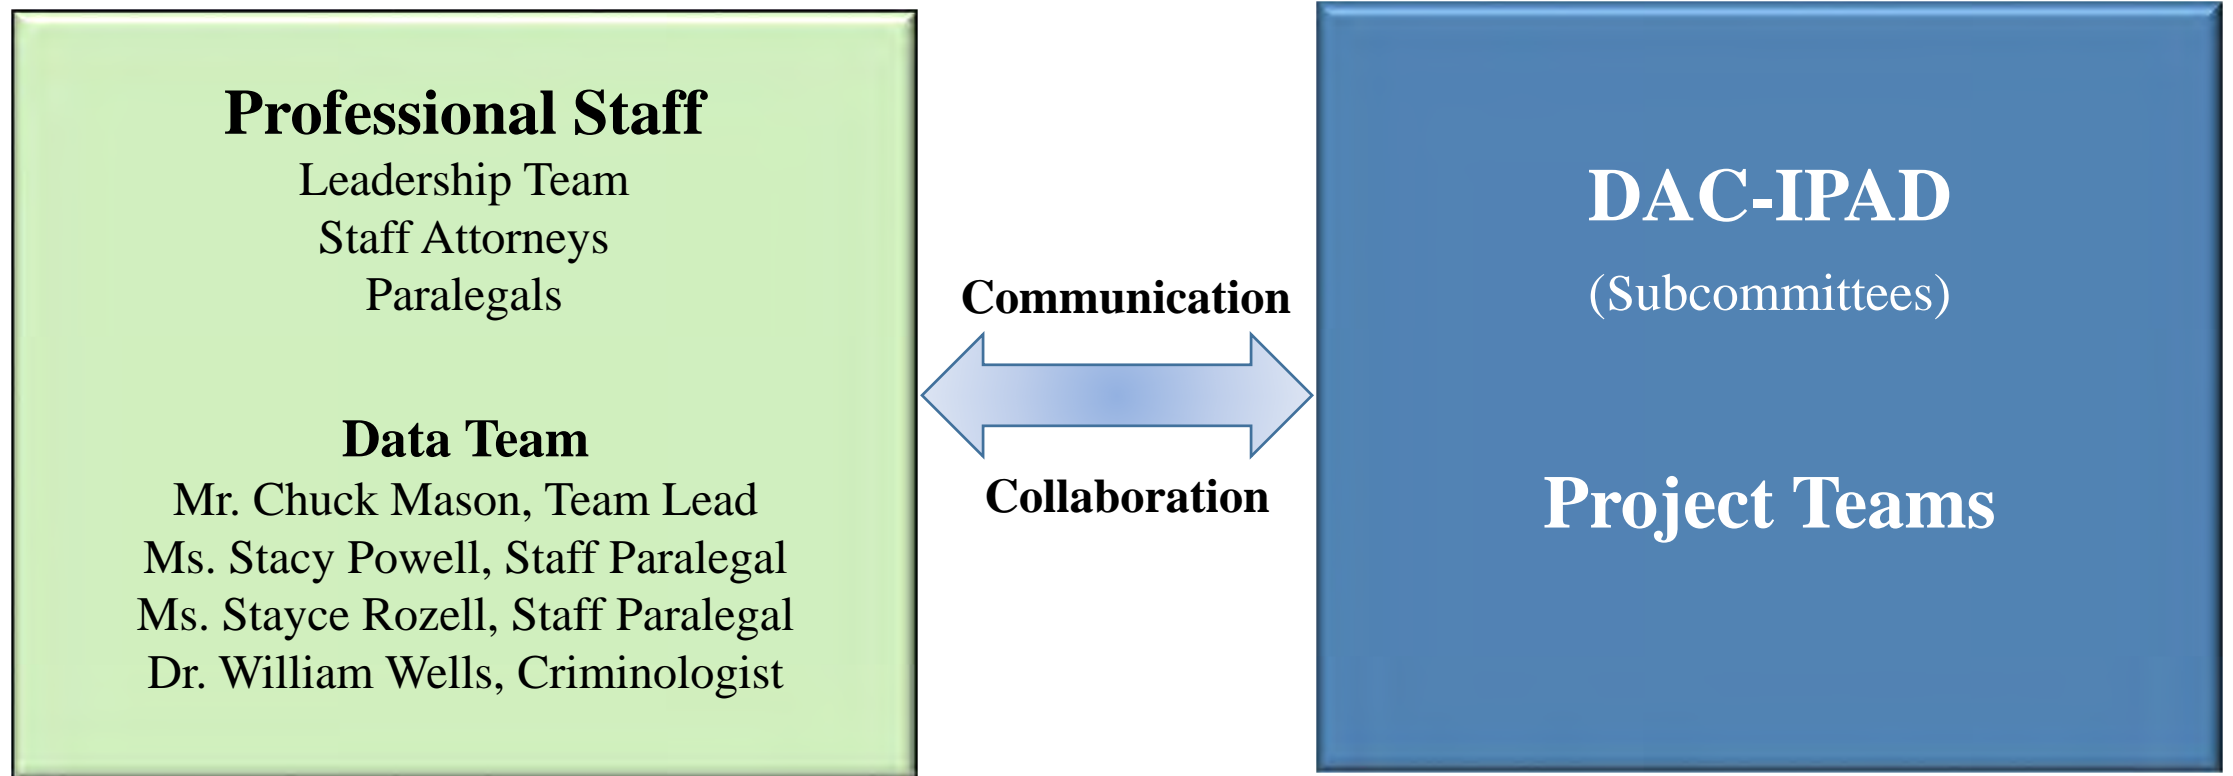 Professional Staff
Leadership Team
Staff Attorneys
Paralegals
Data Team
Mr. Chuck Mason, Team Lead
Ms. Stacy Powell, Staff Paralegal
Ms. Stayce Rozell, Staff Paralegal
Dr. William Wells, Criminologist
Communication
Collaboration
DAC-IPAD
(Subcommittees)
Project Teams